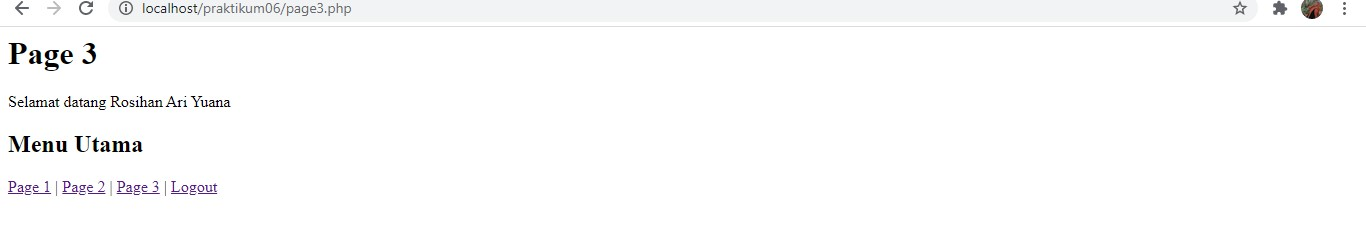 localhost/praktikum06/page3.php
Page 3
Selamat datang Rosihan Ari Yuana
Menu Utama
Page 1 | Page 2 | Page 3 | Logout